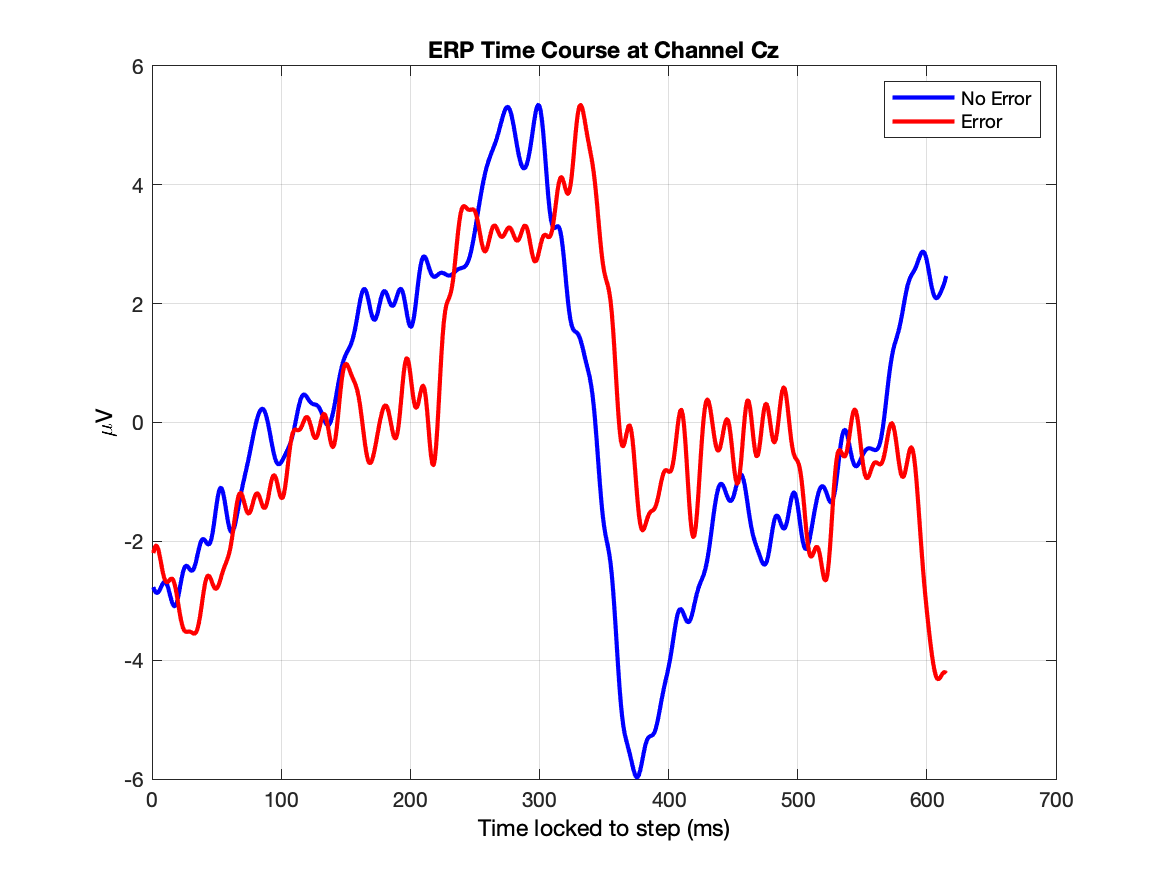 ERP Time Course at Channel Cz
No Error
Error
μV
6
4
2
0
-2
-4
-6
0 100 200 300 400 500 600 700
Time locked to step (ms)